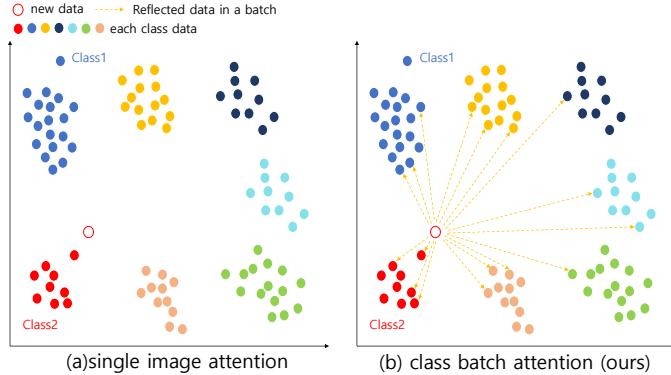 new data
Reflected data in a batch
each class data
Class1
Class1
Class2
Class2
(a)single image attention
(b) class batch attention (ours)